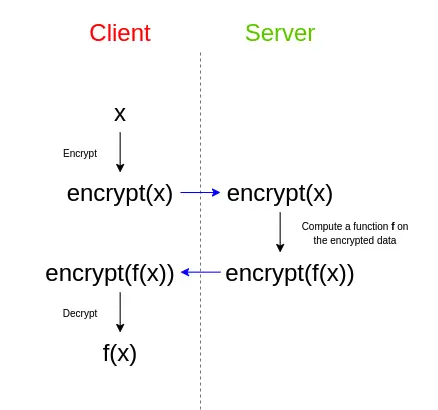 Client
Server
x
Encrypt
encrypt(x)
encrypt(x)
Compute a function f on
the encrypted data
encrypt(f(x))
encrypt(f(x))
Decrypt
f(x)